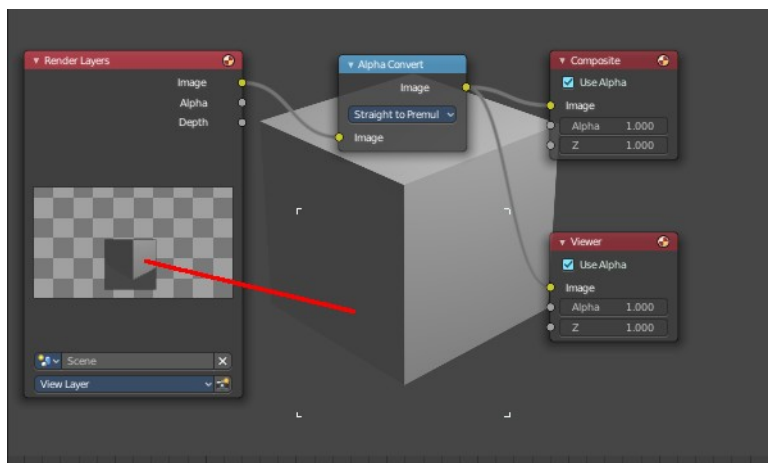 Render Layers
Image
Alpha
Depth
Scene
View Layer
Alpha Convert
Image
Straight to Premul
Image
Composite
Use Alpha
Image
Alpha 1.000
Z 1.000
Viewer
Use Alpha
Image
Alpha 1.000
Z 1.000